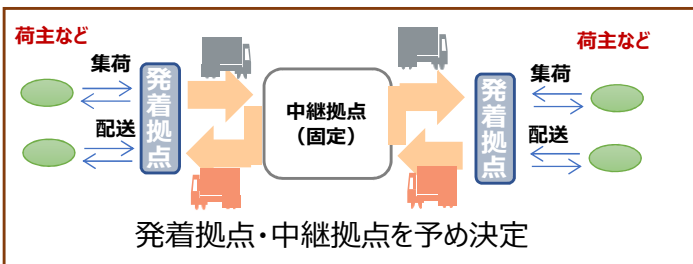 荷主など
集荷
配送
発着拠点
中継拠点
（固定）
荷主など
集荷
配送
発着拠点
発着拠点・中継拠点を予め決定